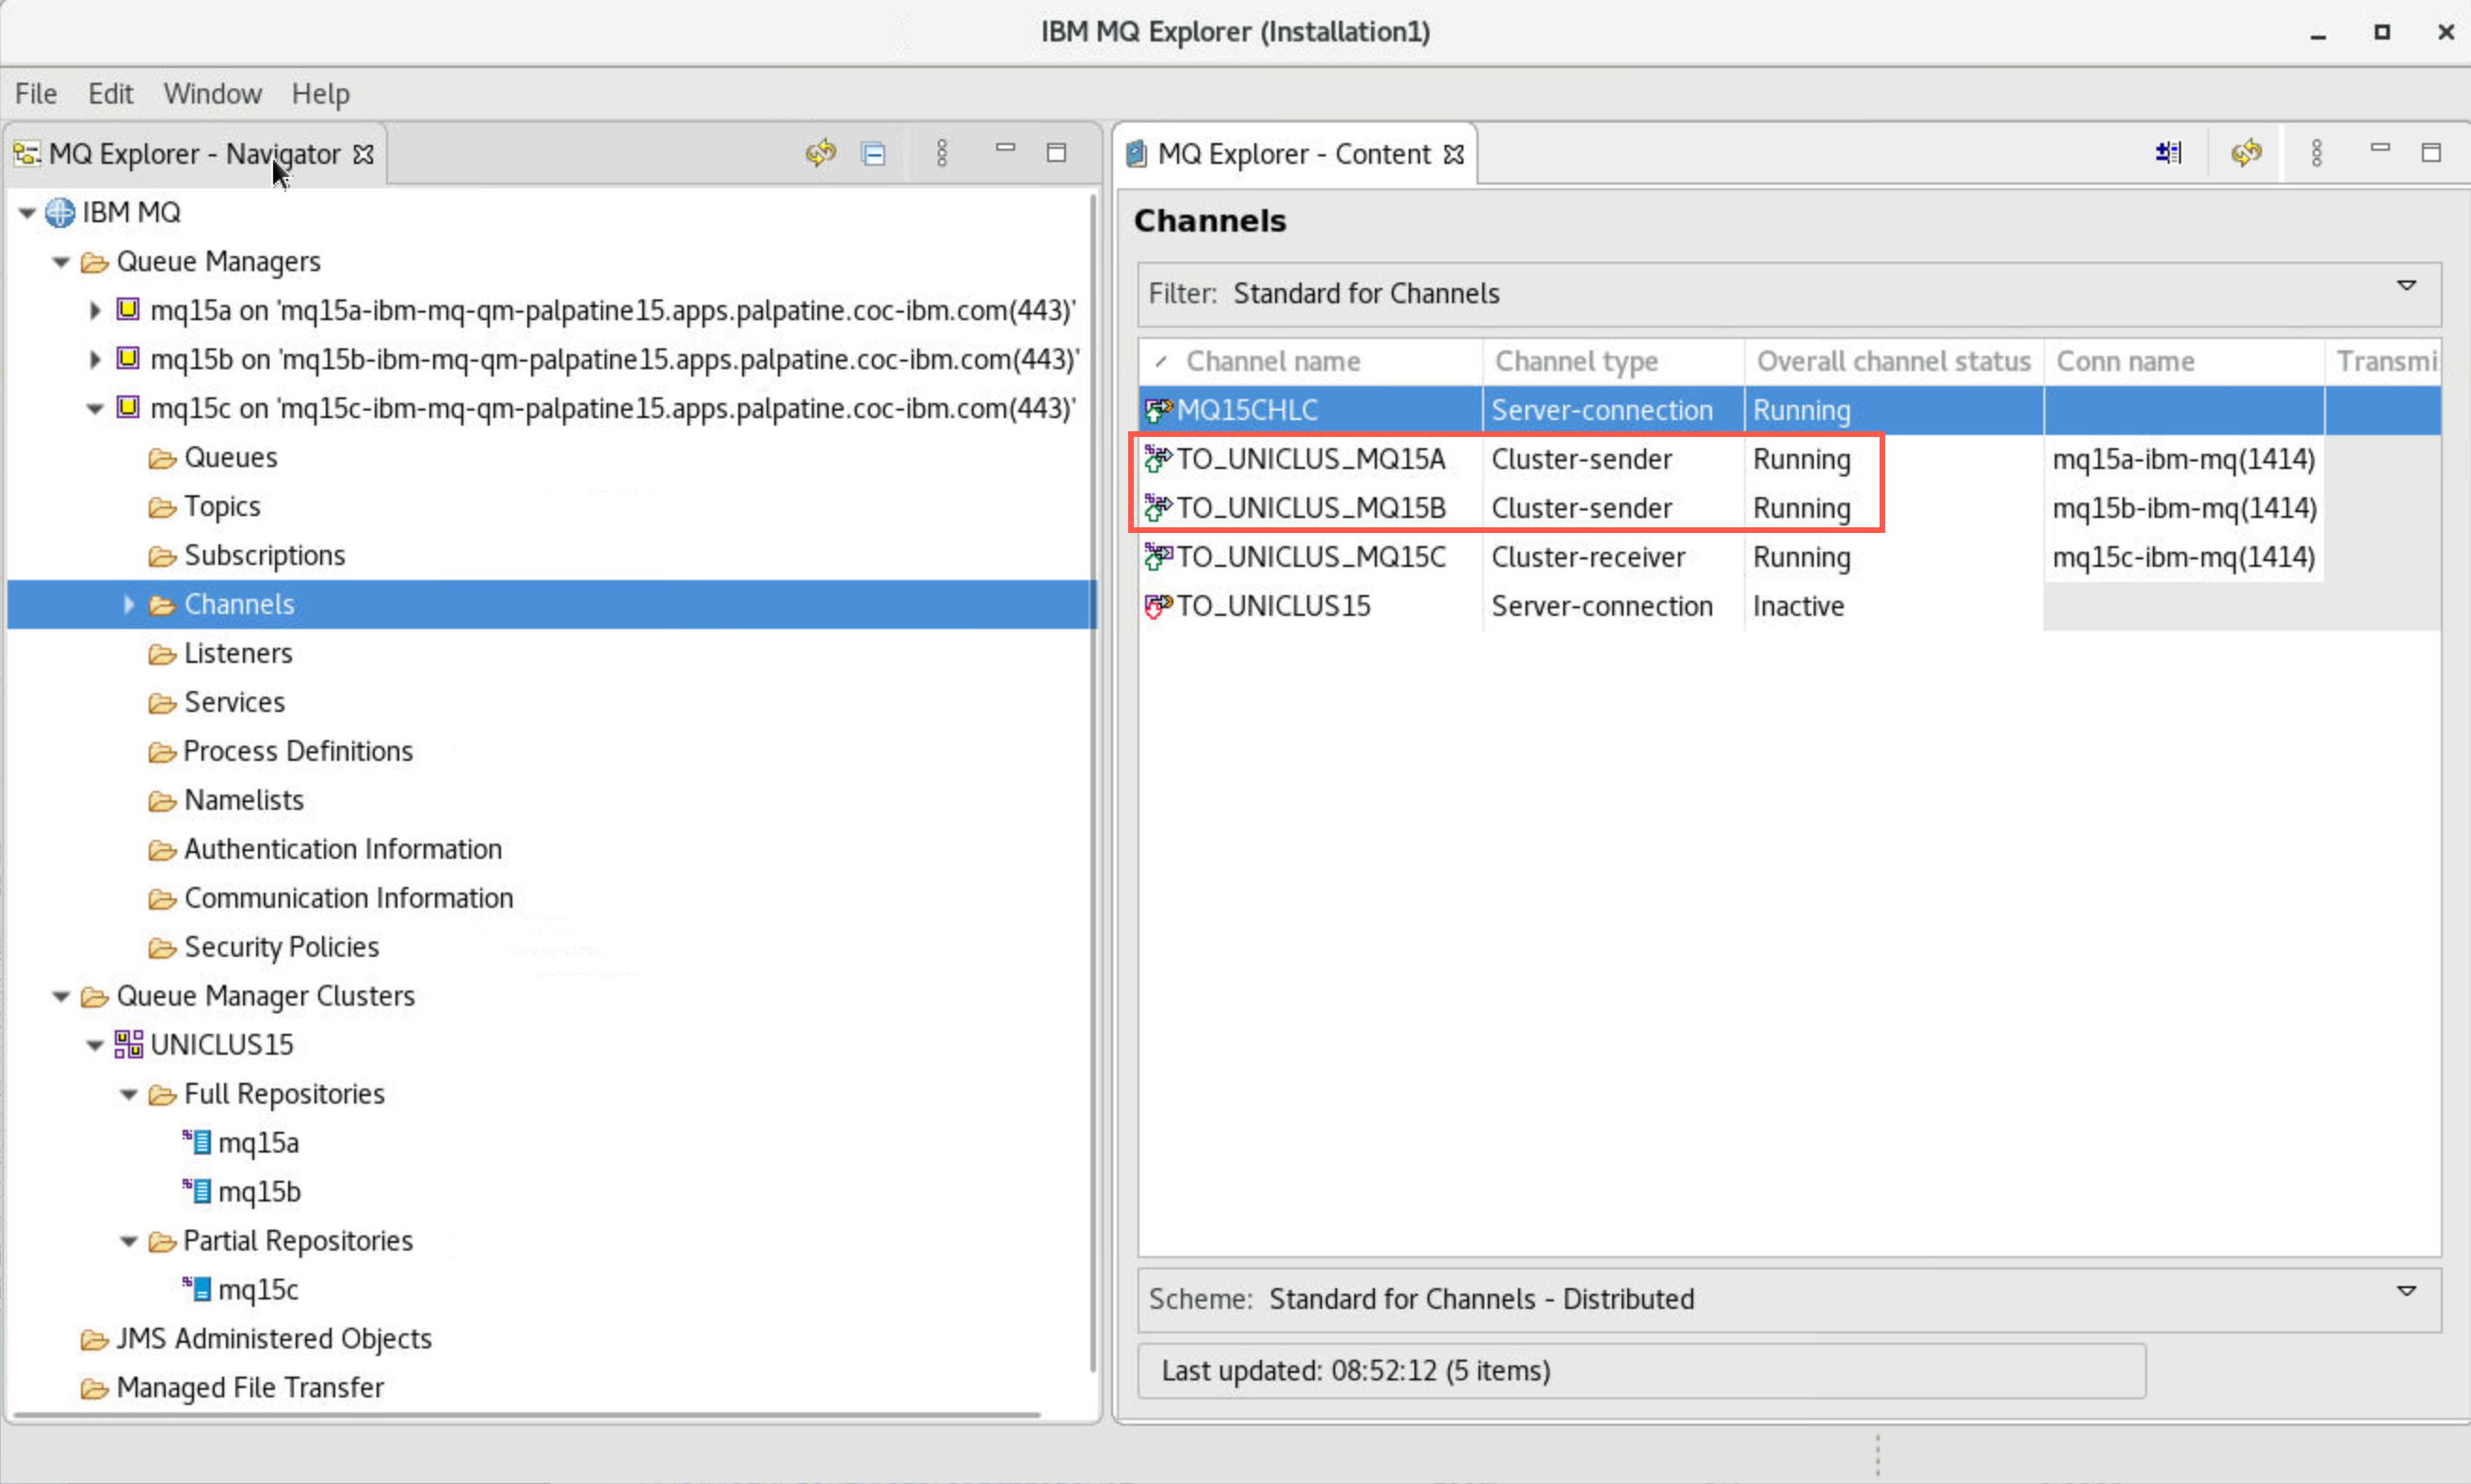 IBM MQ Explorer (Installation1)
File Edit Window Help
MQ Explorer - Navigator
IBM MQ
Queue Managers
mq15a on 'mq15a-ibm-mq-qm-palpatine15.apps.palpatine.coc-ibm.com(443)'
mq15b on 'mq15b-ibm-mq-qm-palpatine15.apps.palpatine.coc-ibm.com(443)'
mq15c on 'mq15c-ibm-mq-qm-palpatine15.apps.palpatine.coc-ibm.com(443)'
Queues
Topics
Subscriptions
Channels
Listeners
Services
Process Definitions
Namelists
Authentication Information
Communication Information
Security Policies
Queue Manager Clusters
UNICLUS15
Full Repositories
mq15a
mq15b
Partial Repositories
mq15c
JMS Administered Objects
Managed File Transfer
MQ Explorer - Content
Channels
Filter: Standard for Channels
Channel name Channel type Overall channel status Conn name Transmi
MQ15CHLC Server-connection Running
TO_UNICLUS_MQ15A Cluster-sender Running mq15a-ibm-mq(1414)
TO_UNICLUS_MQ15B Cluster-sender Running mq15b-ibm-mq(1414)
TO_UNICLUS_MQ15C Cluster-receiver Running mq15c-ibm-mq(1414)
TO_UNICLUS15 Server-connection Inactive
Scheme: Standard for Channels - Distributed
Last updated: 08:52:12 (5 items)